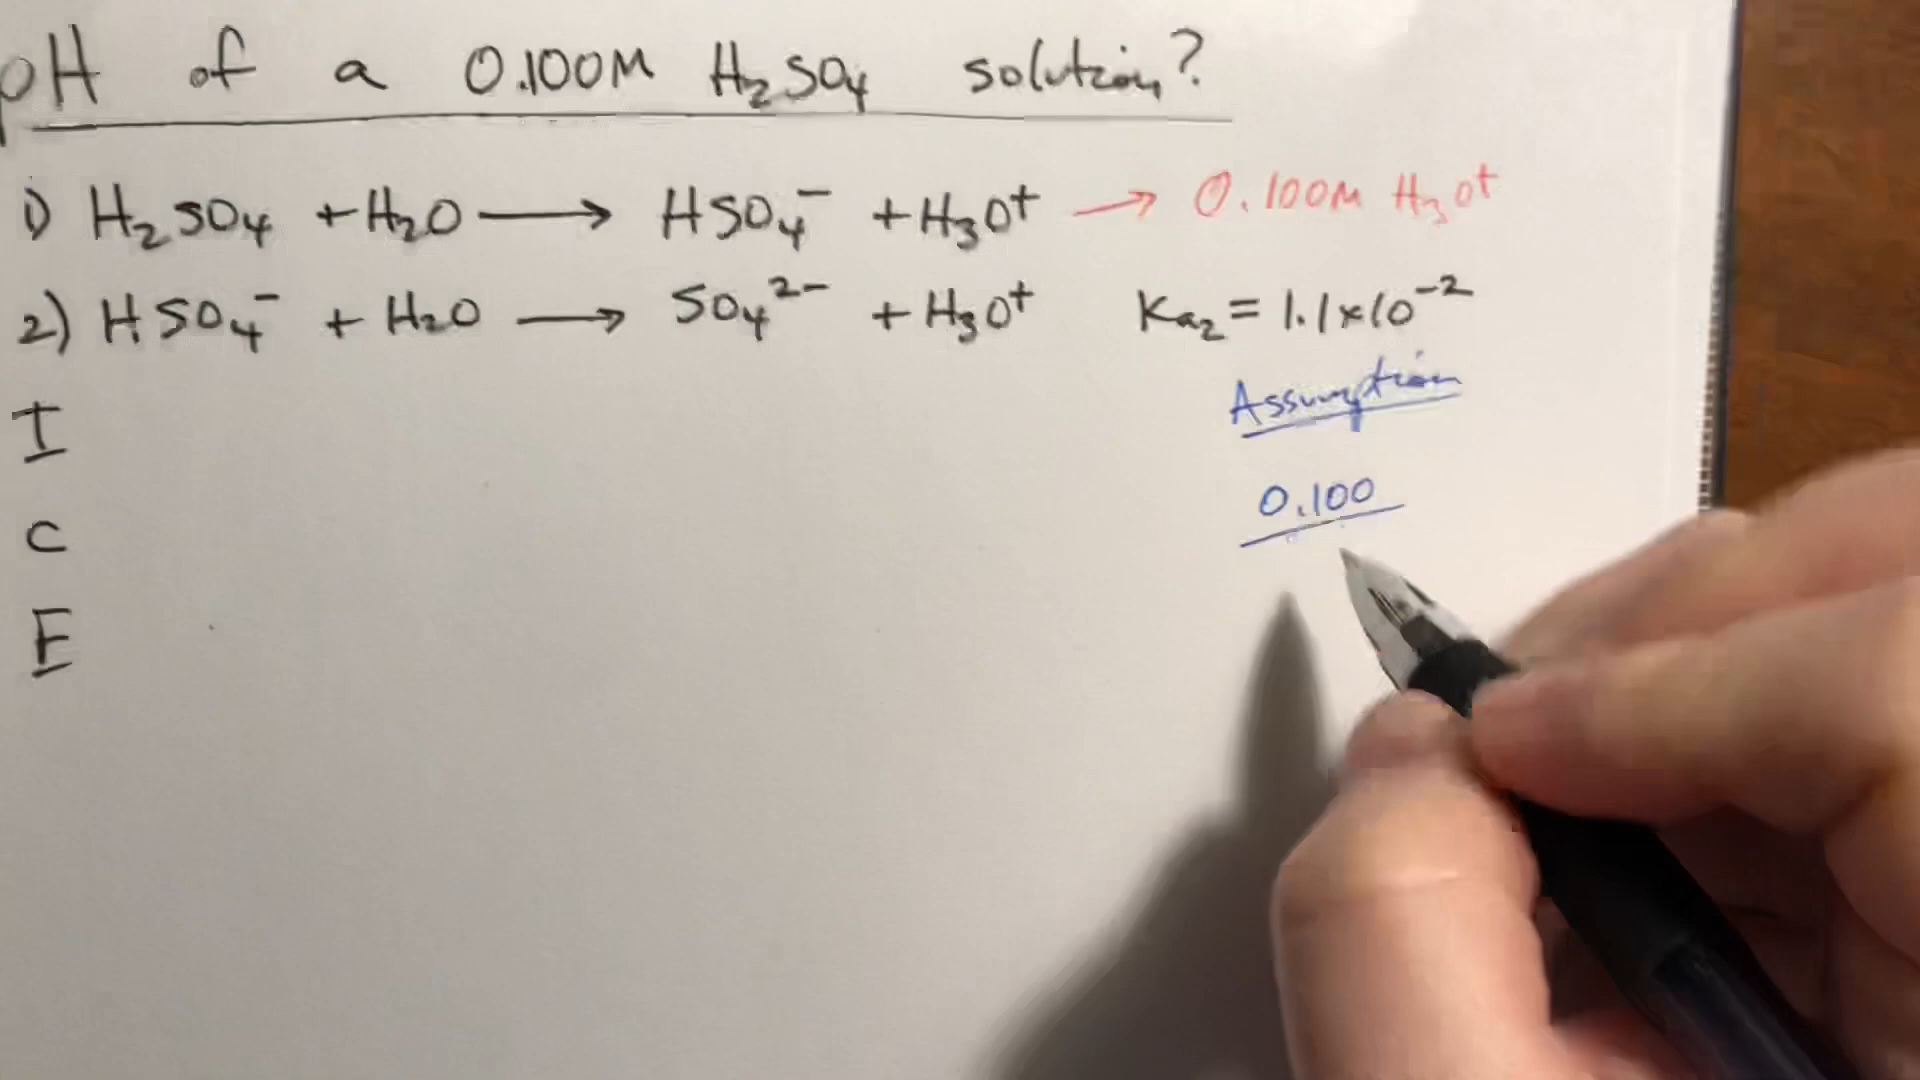 pH of a 0.100M H₂SO₄ solution?
1) H₂SO₄ + H₂O ⟶ HSO₄⁻ + H₃O⁺ → 0.100M H₃O⁺
2) HSO₄⁻ + H₂O ⟶ SO₄²⁻ + H₃O⁺ Ka₂ = 1.1×10⁻²
Assumption
I
0.100
C
E